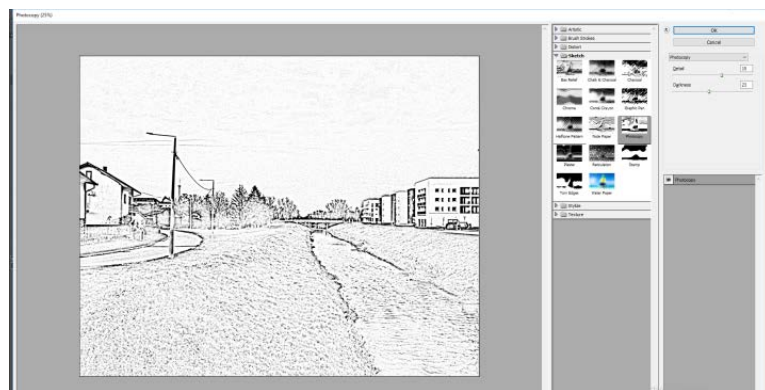 Photocopy (25%)
Artistic
Brush Strokes
Distort
Sketch
Bas Relief
Chalk & Charcoal
Charcoal
Chrome
Conté Crayon
Graphic Pen
Halftone Pattern
Note Paper
Photocopy
Plaster
Reticulation
Stamp
Torn Edges
Water Paper
Stylize
Texture
OK
Cancel
Photocopy
Detail
Darkness
Photocopy